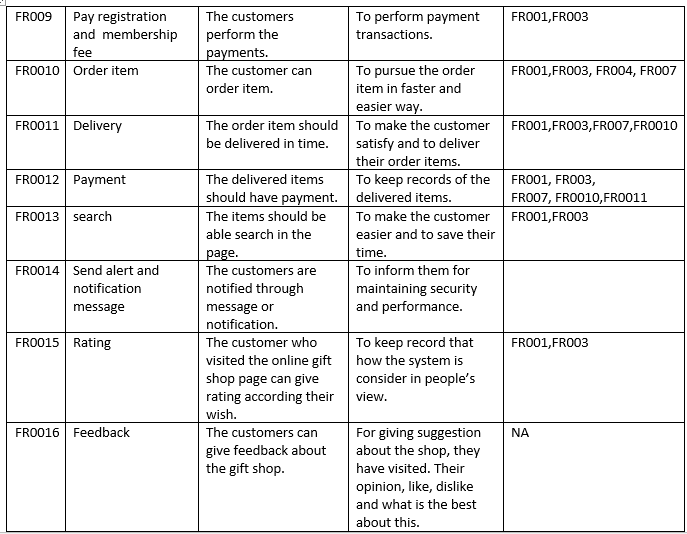 FR009 Pay registration and  membership fee The customers perform the payments. To perform payment transactions. FR001,FR003
FR0010 Order item The customer can order item. To pursue the order item in faster and easier way. FR001,FR003, FR004, FR007
FR0011 Delivery The order item should be delivered in time. To make the customer satisfy and to deliver their order items. FR001,FR003,FR007,FR0010
FR0012 Payment The delivered items should have payment. To keep records of the delivered items. FR001, FR003, FR007, FR0010,FR0011
FR0013 search The items should be able search in the page. To make the customer easier and to save their time. FR001,FR003
FR0014 Send alert and notification message The customers are notified through message or notification. To inform them for maintaining security and performance.
FR0015 Rating The customer who visited the online gift shop page can give rating according their wish. To keep record that how the system is consider in people's view. FR001,FR003
FR0016 Feedback The customers can give feedback about the gift shop. For giving suggestion about the shop, they have visited. Their opinion, like, dislike and what is the best about this. NA